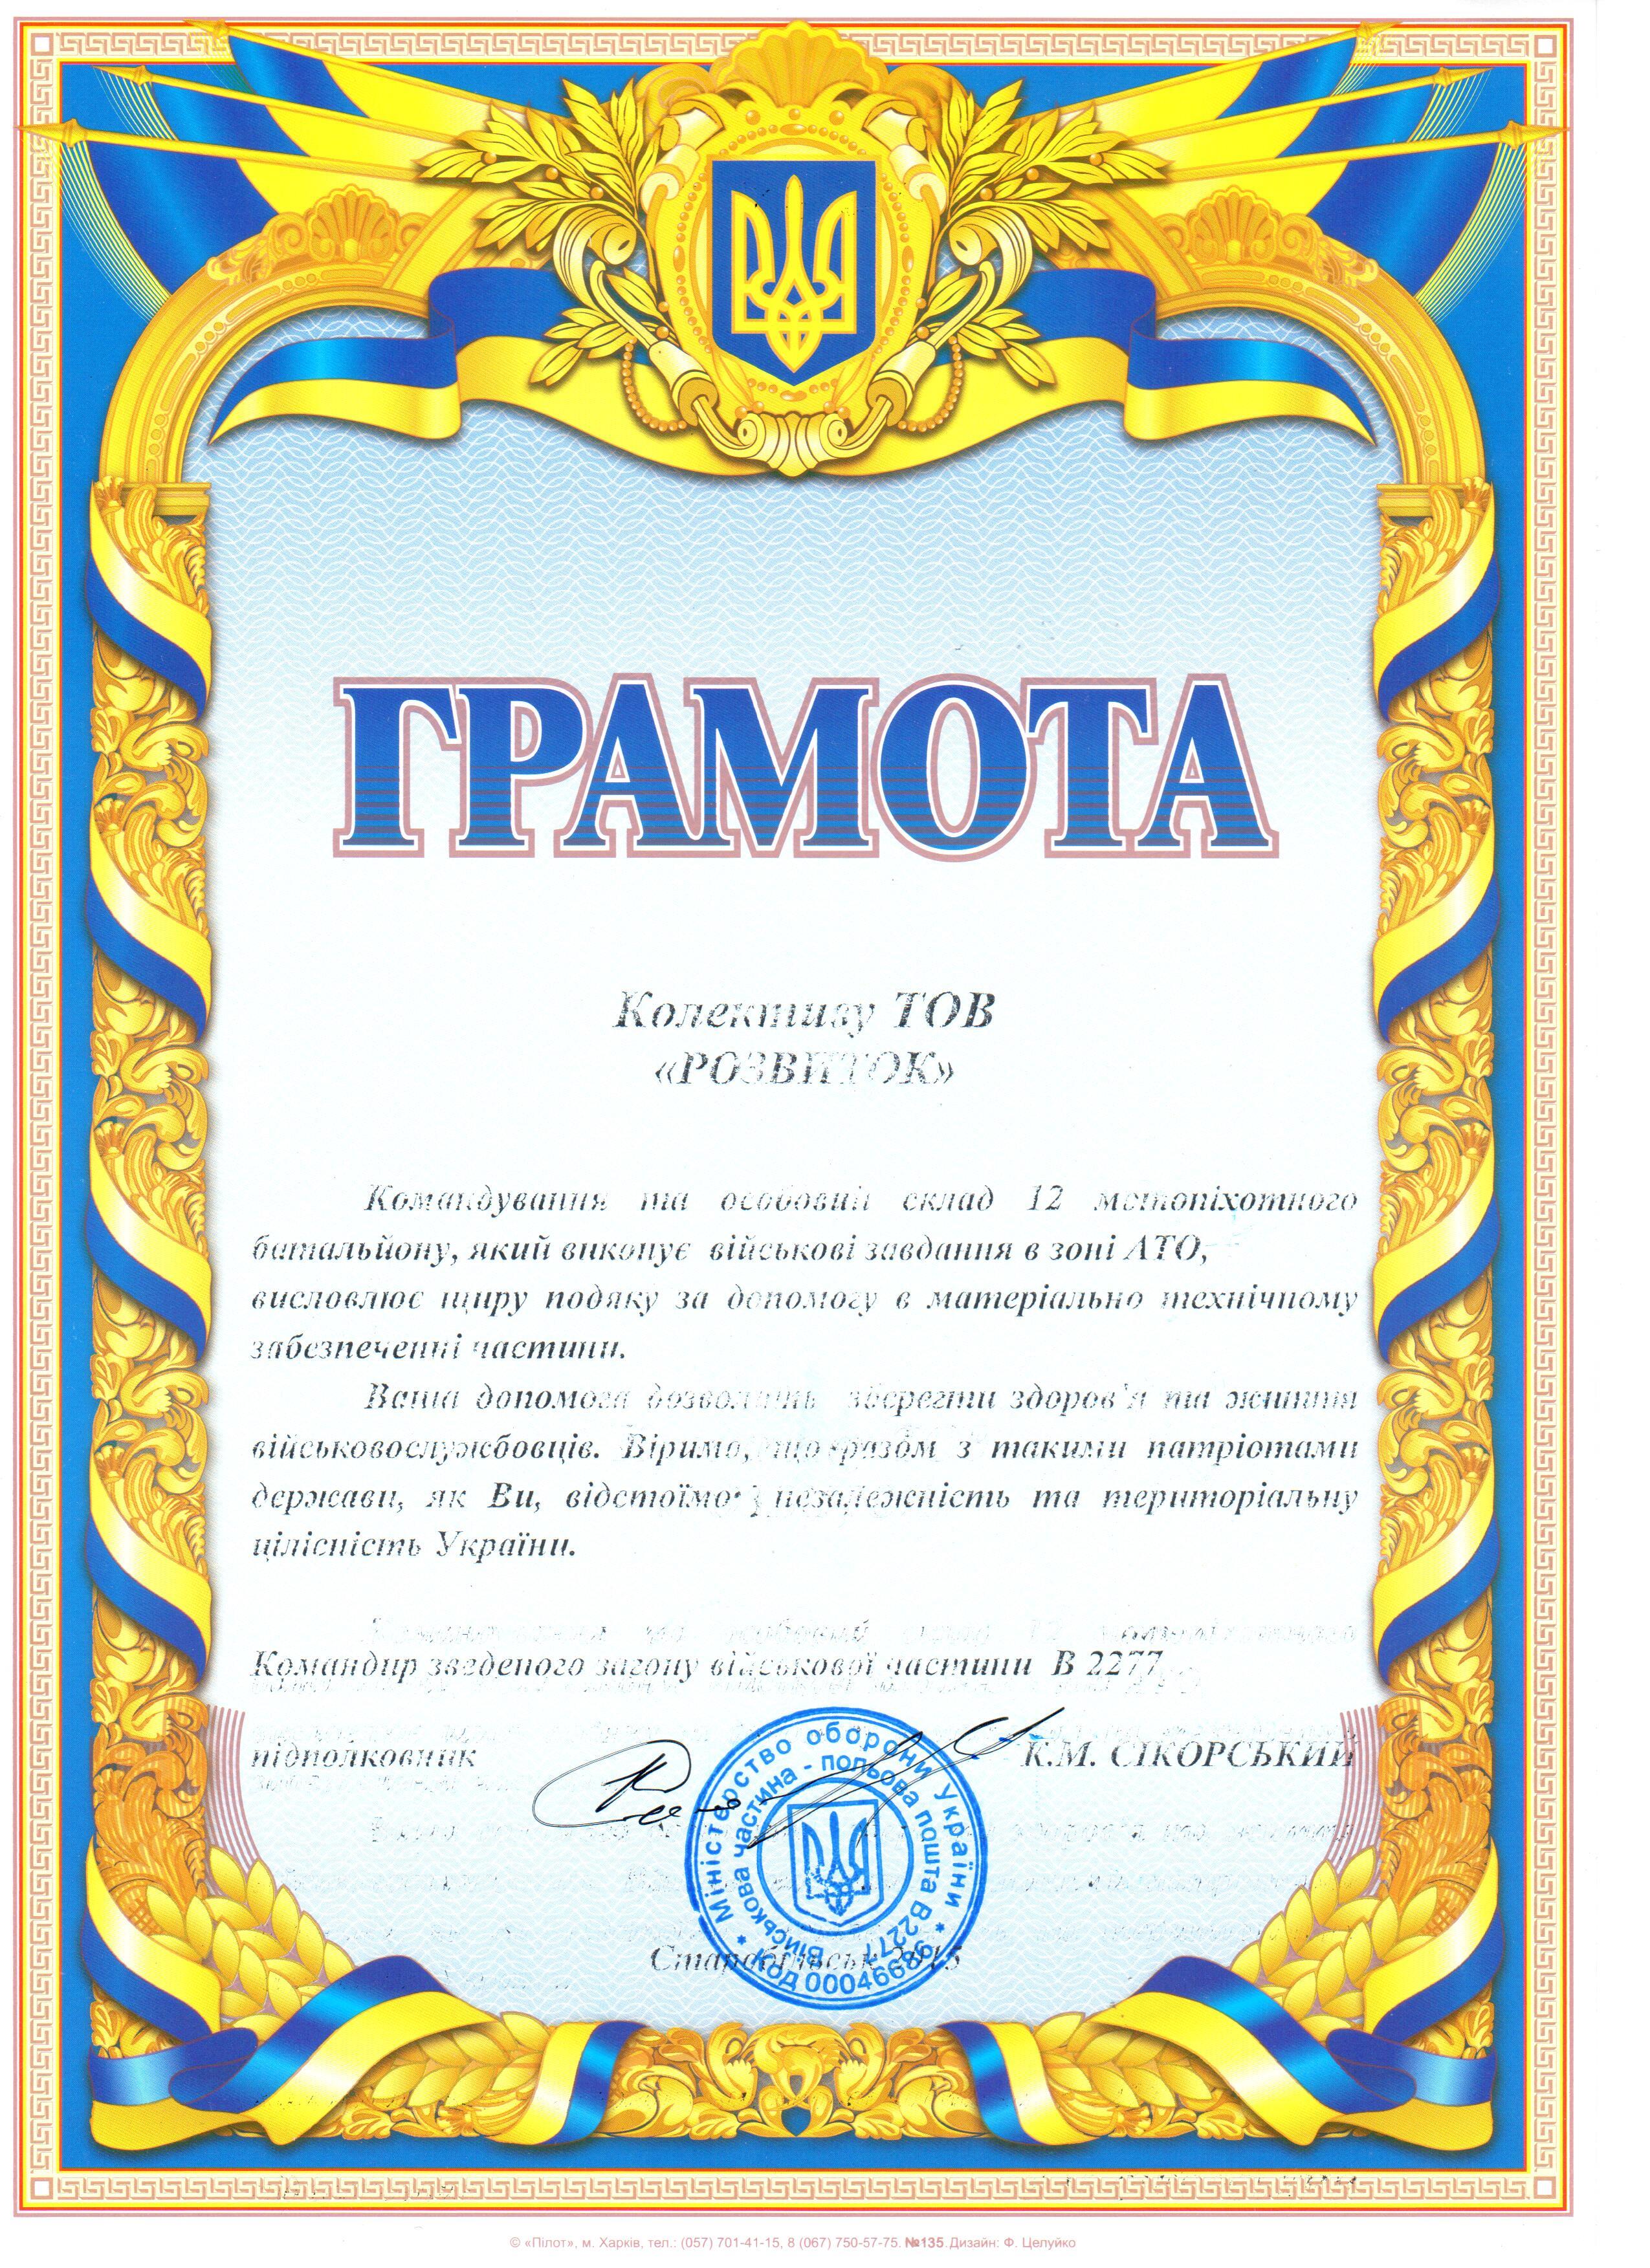 ГРАМОТА
Колективу ТОВ
«РОЗВИТОК»
Командування та особовий склад 12 мотопіхотного
батальйону, який виконує військові завдання в зоні АТО,
висловлює щиру подяку за допомогу в матеріально технічному
забезпеченні частини.
Ваша допомога дозволить зберегти здоров'я та життя
військовослужбовців. Віримо, що разом з такими патріотами
держави, як Ви, відстоїмо незалежність та територіальну
цілісність України.
Командир зведеного загону військової частини В 2277
підполковник К.М. СІКОРСЬКИЙ
Міністерство оборони України
Військова частина - польова пошта В2277
* Код 00046689 *
Старобільськ 2015
© «Пілот», м. Харків, тел.: (057) 701-41-15, 8 (067) 750-57-75. №135. Дизайн: Ф. Целуйко